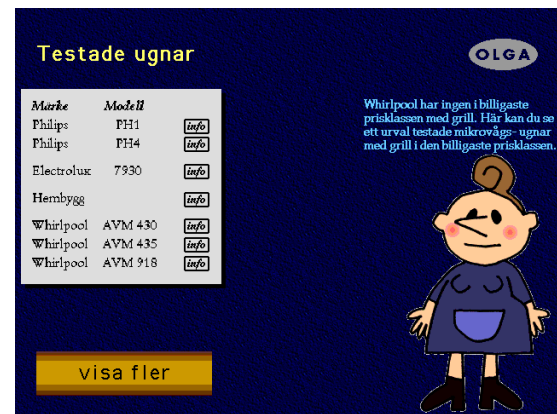 Testade ugnar
OLGA
Märke Modell
Philips PH1 info
Philips PH4 info
Electrolux 7930 info
Hembygg info
Whirlpool AVM 430 info
Whirlpool AVM 435 info
Whirlpool AVM 918 info
Whirlpool har ingen i billigaste
prisklassen med grill. Här kan du se
ett urval testade mikrovågs-ugnar
med grill i den billigaste prisklassen.
visa fler